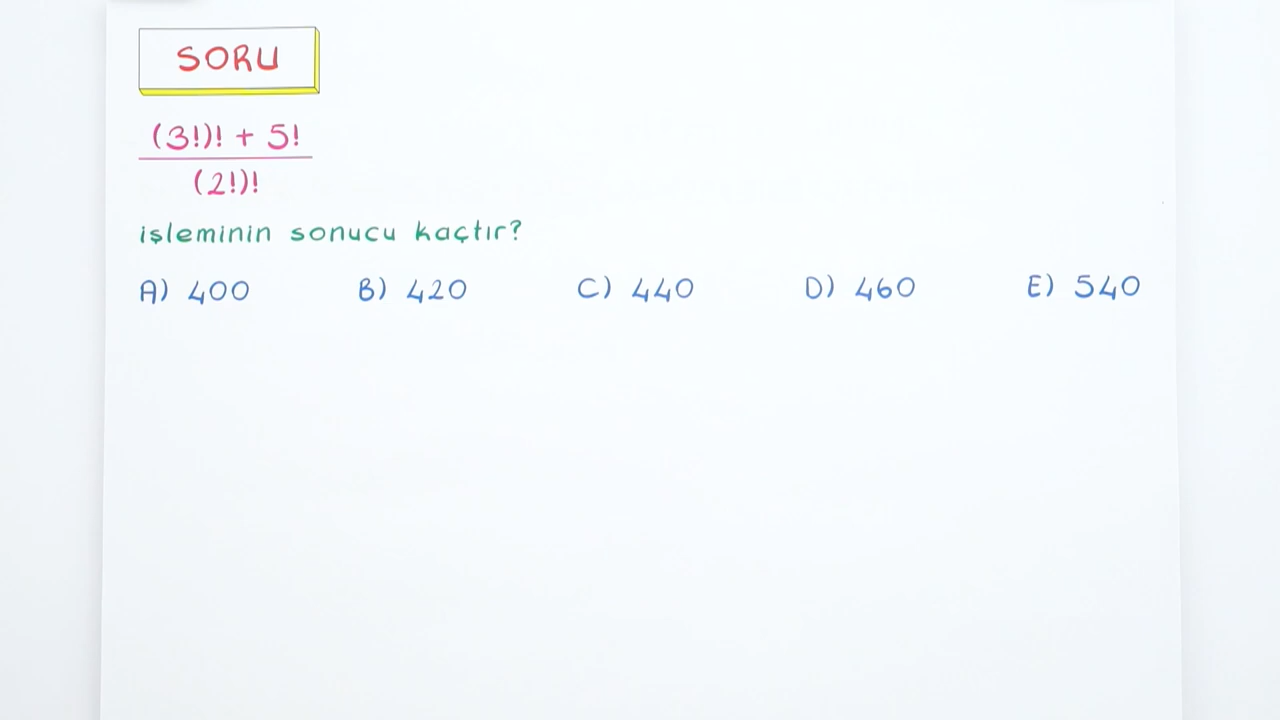 SORU
(3!)! + 5!
(2!)!
işleminin sonucu kaçtır?
A) 400 B) 420 C) 440 D) 460 E) 540